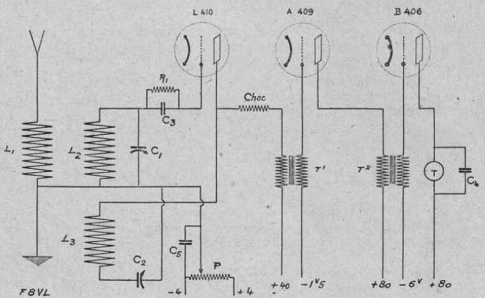 L 410 A 409 B 406
R1
C3
Choc
L1 L2 C1
T' T² T C4
L3
C2 C5 P
-4 +4 +40 -1V5 +80 -6V +80
F8VL